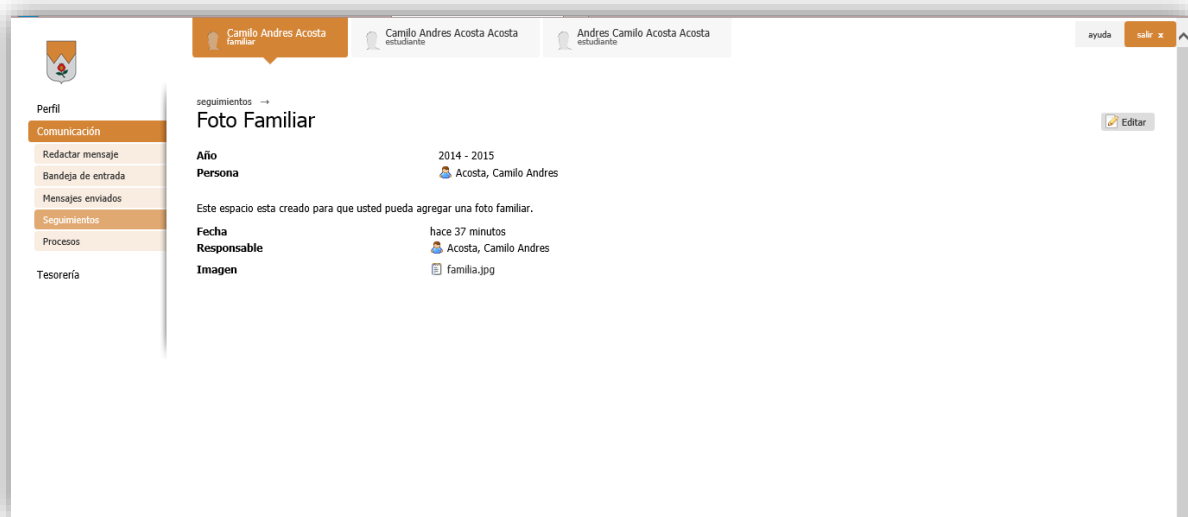 Camilo Andres Acosta
familiar
Camilo Andres Acosta Acosta
estudiante
Andres Camilo Acosta Acosta
estudiante
ayuda
salir x
Perfil
Comunicación
Redactar mensaje
Bandeja de entrada
Mensajes enviados
Seguimientos
Procesos
Tesorería
seguimientos →
Foto Familiar
Editar
Año 2014 - 2015
Persona Acosta, Camilo Andres
Este espacio esta creado para que usted pueda agregar una foto familiar.
Fecha hace 37 minutos
Responsable Acosta, Camilo Andres
Imagen familia.jpg